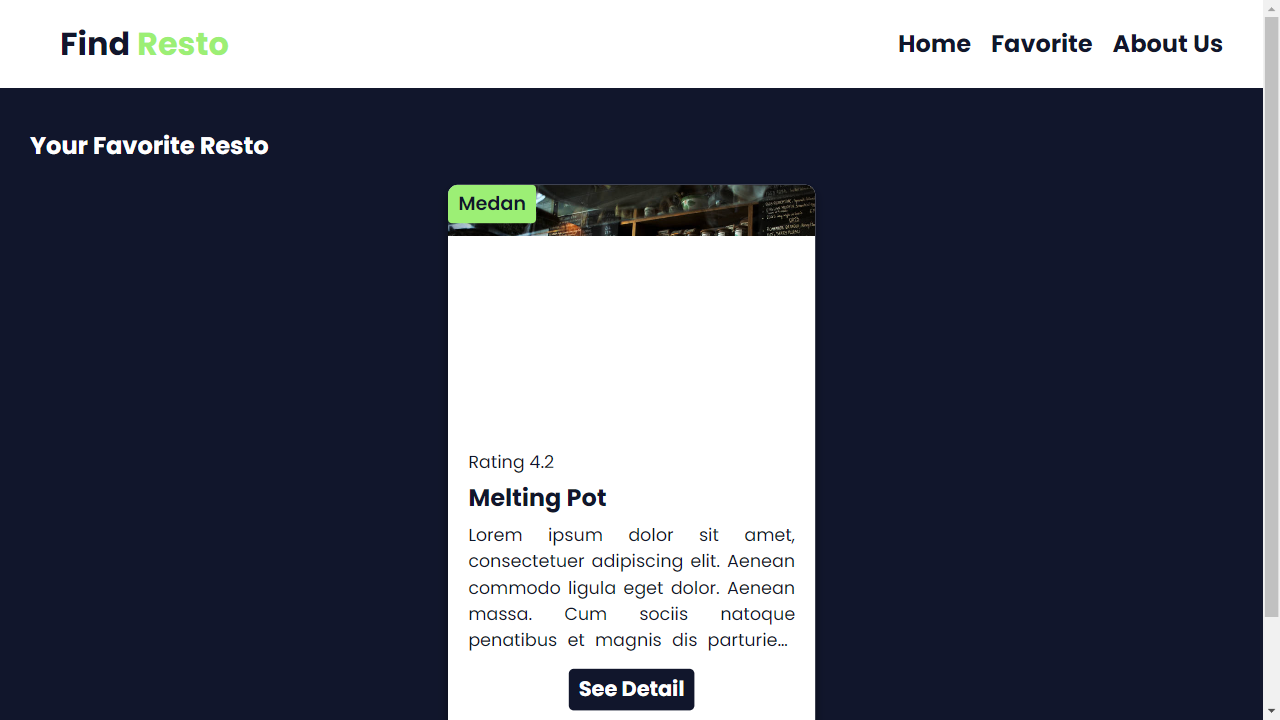 Find Resto
Home Favorite About Us
Your Favorite Resto
Medan
Rating 4.2
Melting Pot
Lorem ipsum dolor sit amet,
consectetuer adipiscing elit. Aenean
commodo ligula eget dolor. Aenean
massa. Cum sociis natoque
penatibus et magnis dis parturie...
See Detail